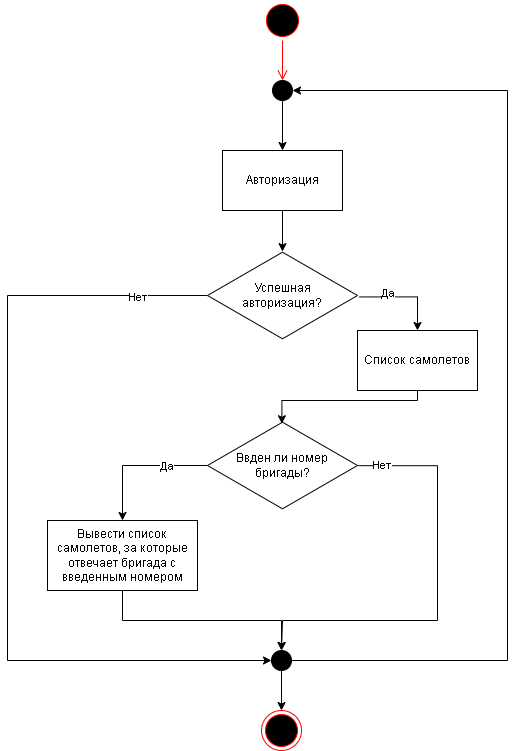 Авторизация
Успешная
авторизация?
Нет
Да
Список самолетов
Ввден ли номер
бригады?
Да
Нет
Вывести список
самолетов, за которые
отвечает бригада с
введенным номером